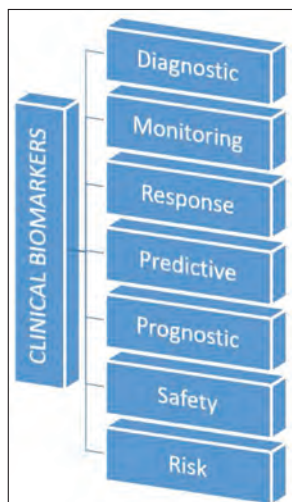 CLINICAL BIOMARKERS
Diagnostic
Monitoring
Response
Predictive
Prognostic
Safety
Risk